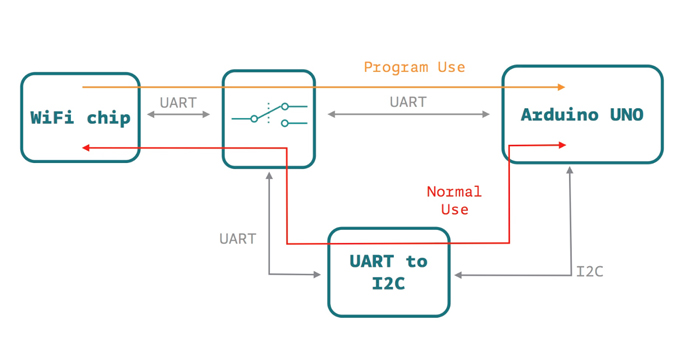 Program Use
WiFi chip
UART
UART
Arduino UNO
Normal
Use
UART
UART to
I2C
I2C